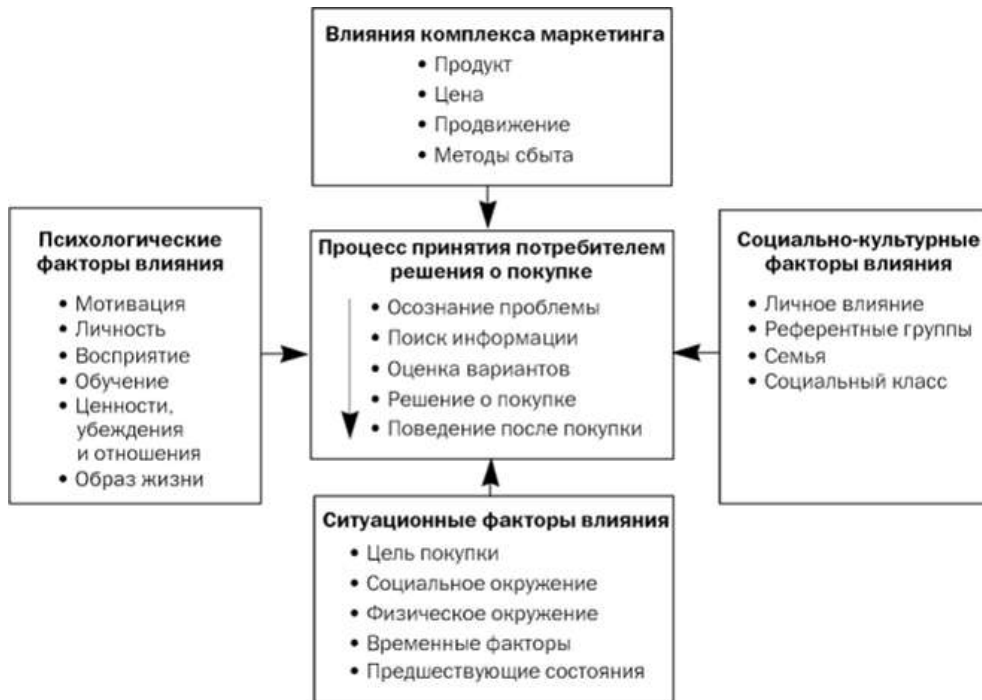 Влияния комплекса маркетинга
• Продукт
• Цена
• Продвижение
• Методы сбыта
Психологические
факторы влияния
• Мотивация
• Личность
• Восприятие
• Обучение
• Ценности,
убеждения
и отношения
• Образ жизни
Процесс принятия потребителем
решения о покупке
• Осознание проблемы
• Поиск информации
• Оценка вариантов
• Решение о покупке
• Поведение после покупки
Социально-культурные
факторы влияния
• Личное влияние
• Референтные группы
• Семья
• Социальный класс
Ситуационные факторы влияния
• Цель покупки
• Социальное окружение
• Физическое окружение
• Временные факторы
• Предшествующие состояния